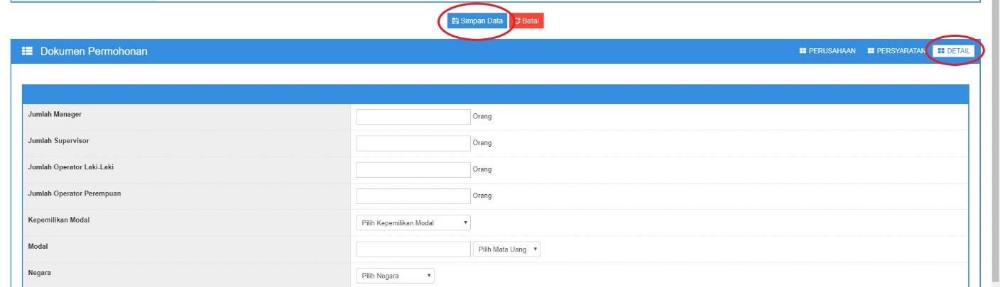 Simpan Data Batal
Dokumen Permohonan PERUSAHAAN PERSYARATAN DETAIL
Jumlah Manager Orang
Jumlah Supervisor Orang
Jumlah Operator Laki-Laki Orang
Jumlah Operator Perempuan Orang
Kepemilikan Modal Pilih Kepemilikan Modal
Modal Pilih Mata Uang
Negara Pilih Negara